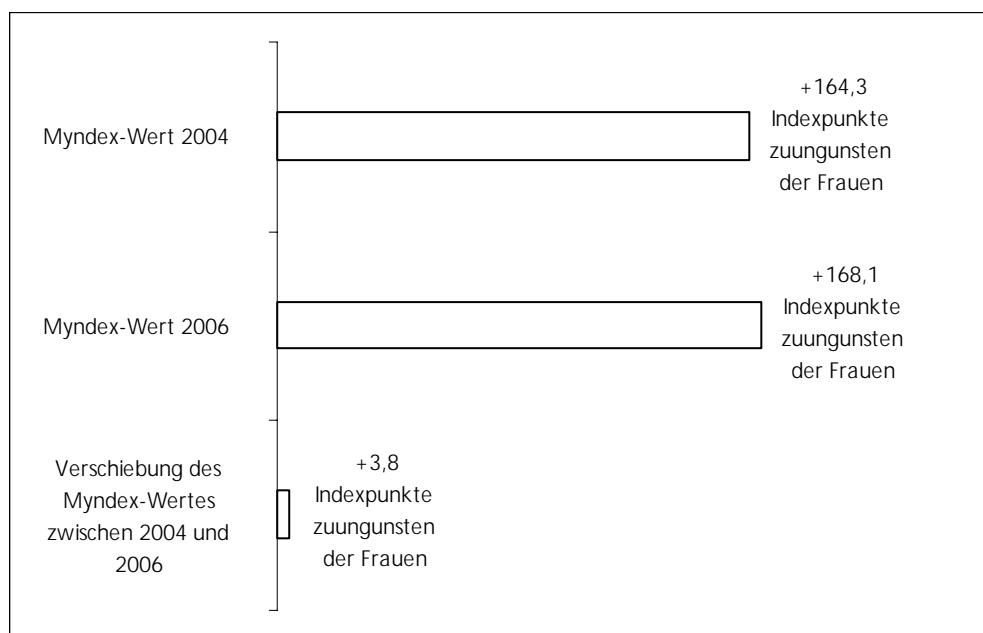 Myndex-Wert 2004
+164,3
Indexpunkte
zuungunsten
der Frauen
Myndex-Wert 2006
+168,1
Indexpunkte
zuungunsten
der Frauen
Verschiebung des
Myndex-Wertes
zwischen 2004 und
2006
+3,8
Indexpunkte
zuungunsten
der Frauen